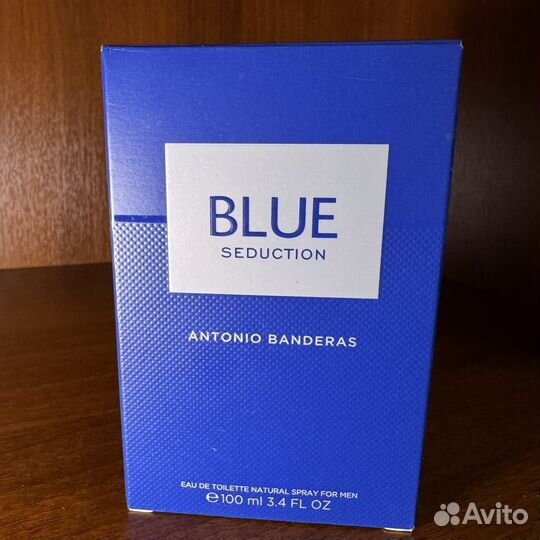 BLUE
SEDUCTION
ANTONIO BANDERAS
EAU DE TOILETTE NATURAL SPRAY FOR MEN
℮100 ml 3.4 FL OZ
Avito